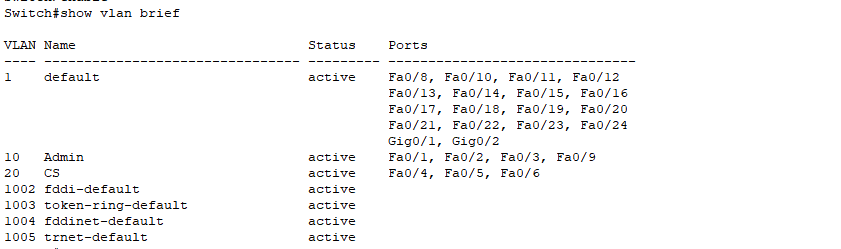 Switch#show vlan brief
VLAN Name                             Status    Ports
---- -------------------------------- --------- -------------------------------
1    default                          active    Fa0/8, Fa0/10, Fa0/11, Fa0/12
                                                Fa0/13, Fa0/14, Fa0/15, Fa0/16
                                                Fa0/17, Fa0/18, Fa0/19, Fa0/20
                                                Fa0/21, Fa0/22, Fa0/23, Fa0/24
                                                Gig0/1, Gig0/2
10   Admin                            active    Fa0/1, Fa0/2, Fa0/3, Fa0/9
20   CS                               active    Fa0/4, Fa0/5, Fa0/6
1002 fddi-default                     active
1003 token-ring-default               active
1004 fddinet-default                  active
1005 trnet-default                    active